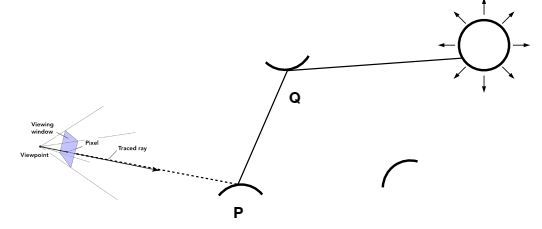 Q
Viewing
window
Pixel
Traced ray
Viewpoint
P